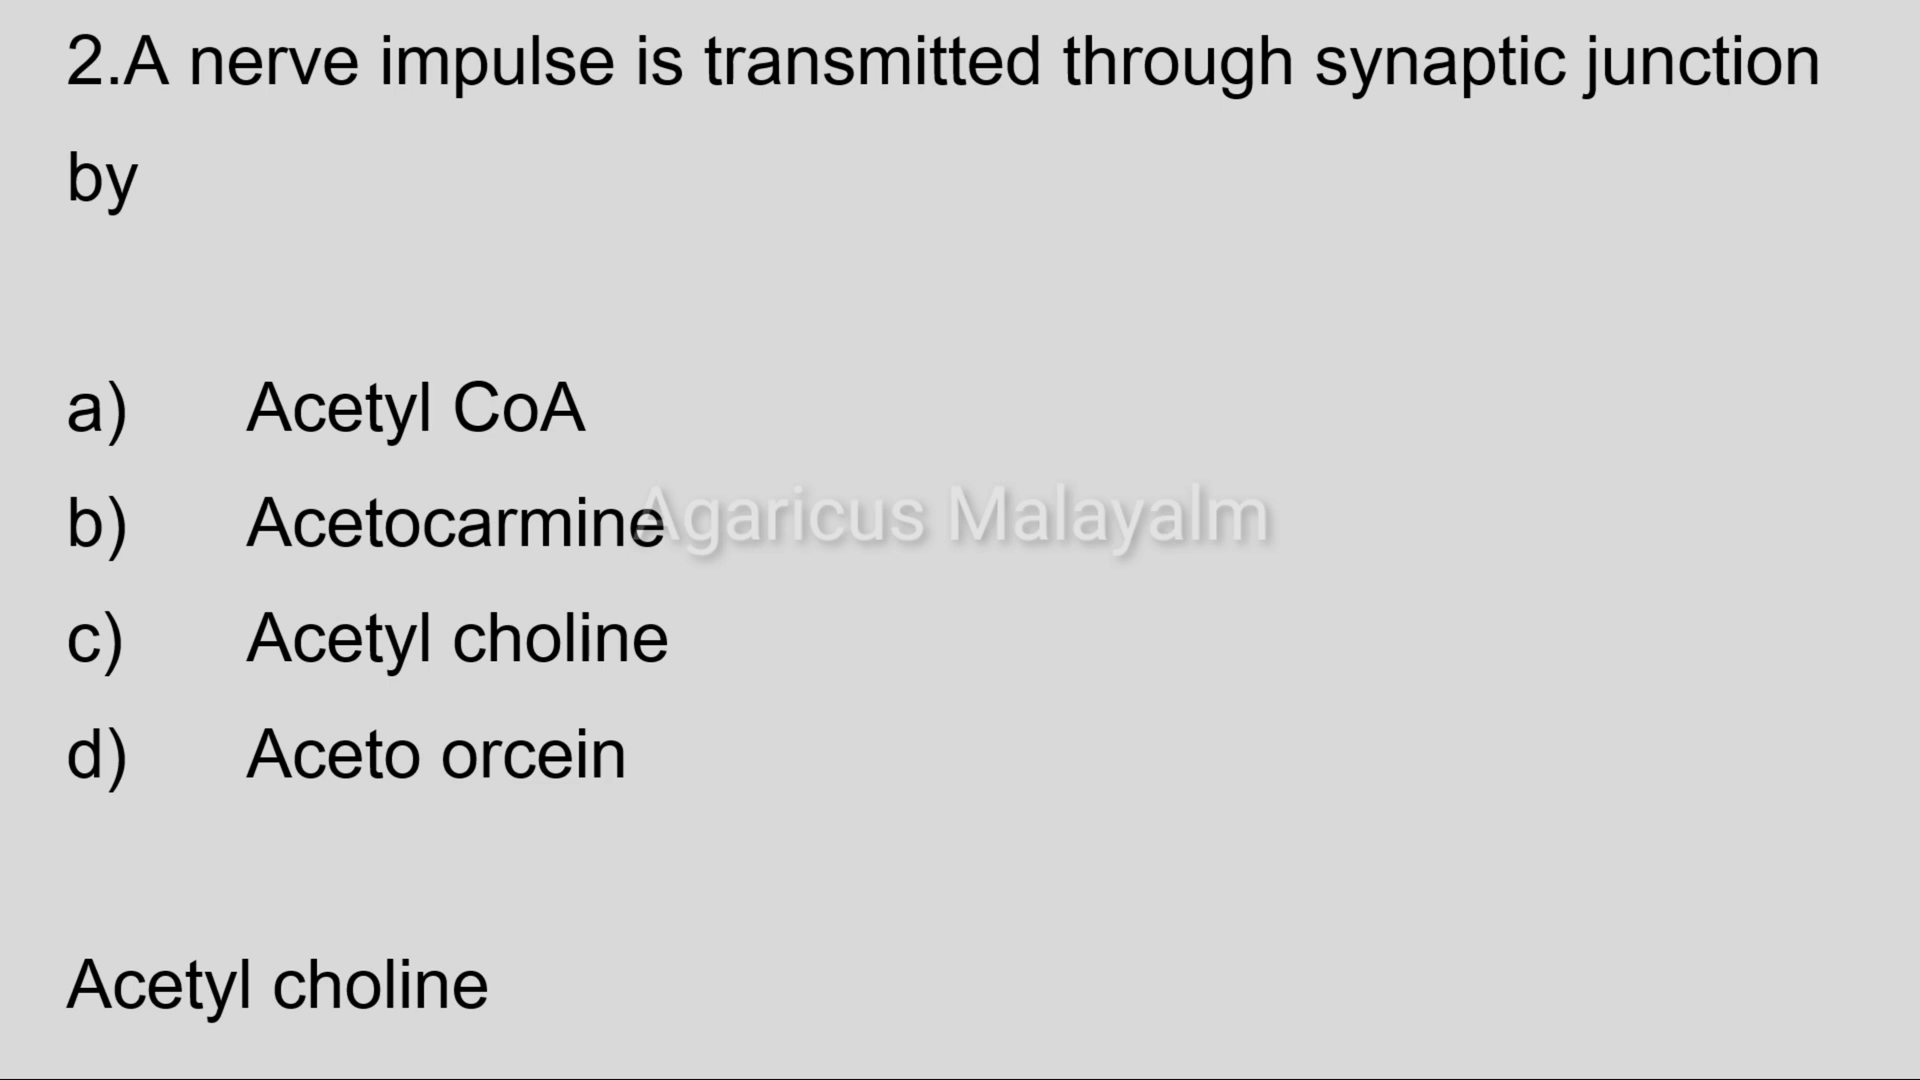 2.A nerve impulse is transmitted through synaptic junction
by
a) Acetyl CoA
b) Acetocarmine
Agaricus Malayalm
c) Acetyl choline
d) Aceto orcein
Acetyl choline